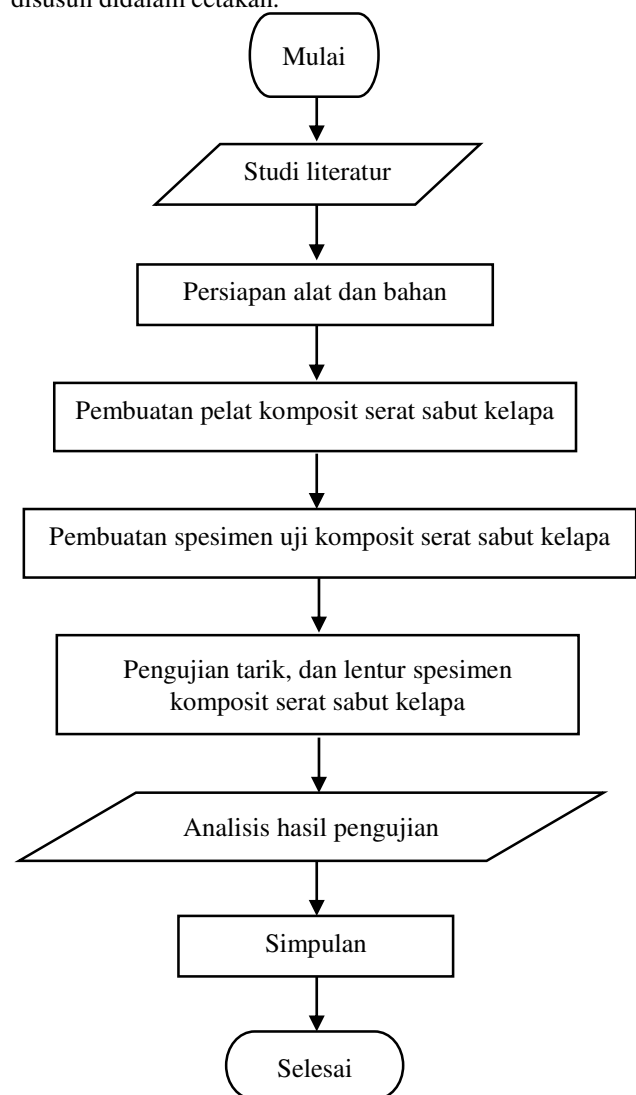 disusun didalam cetakan.
Mulai
Studi literatur
Persiapan alat dan bahan
Pembuatan pelat komposit serat sabut kelapa
Pembuatan spesimen uji komposit serat sabut kelapa
Pengujian tarik, dan lentur spesimen
komposit serat sabut kelapa
Analisis hasil pengujian
Simpulan
Selesai